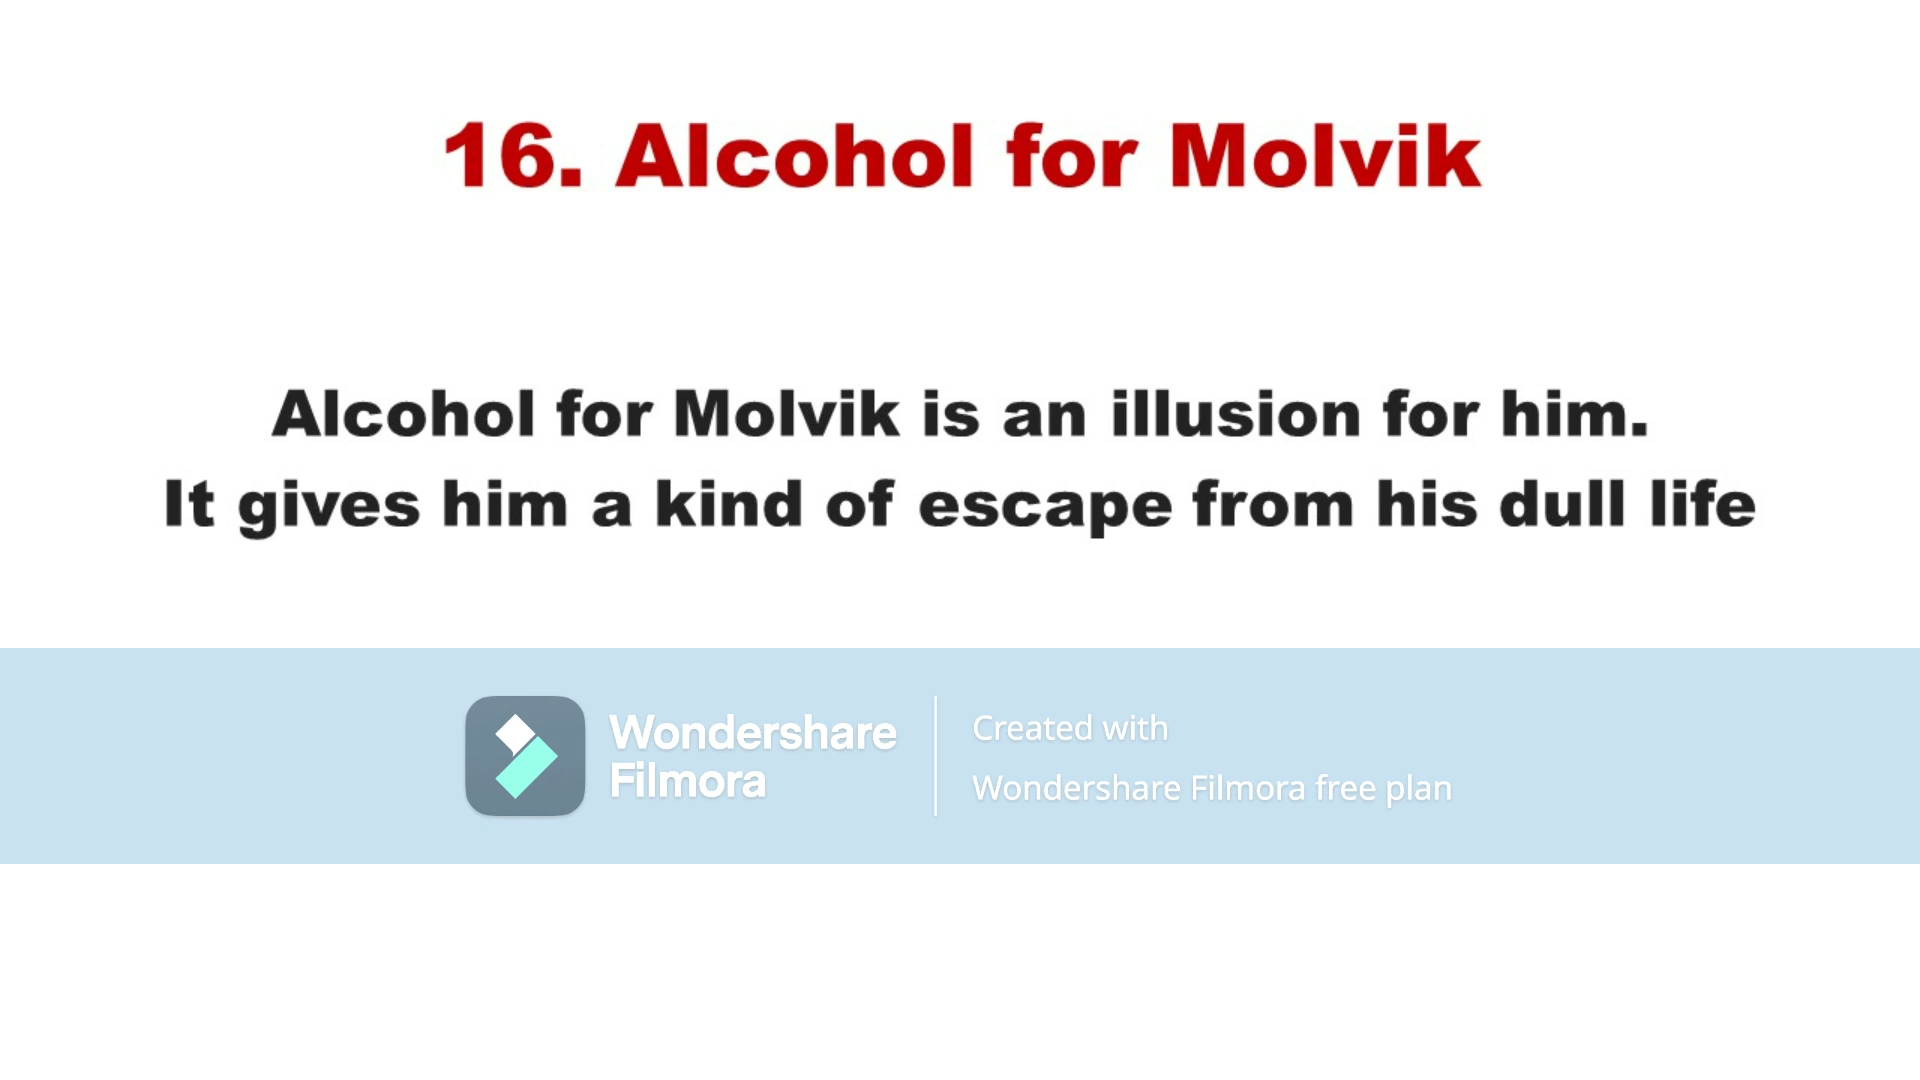 16. Alcohol for Molvik
Alcohol for Molvik is an illusion for him.
It gives him a kind of escape from his dull life
Wondershare
Filmora
Created with
Wondershare Filmora free plan